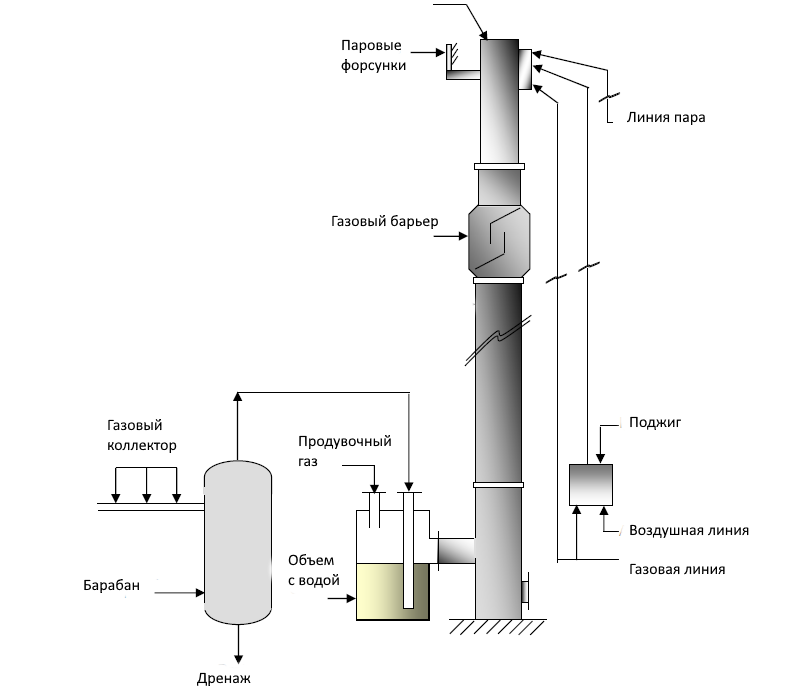 Паровые
форсунки
Линия пара
Газовый барьер
Газовый
коллектор
Продувочный
газ
Поджиг
Воздушная линия
Объем
с водой
Газовая линия
Барабан
Дренаж